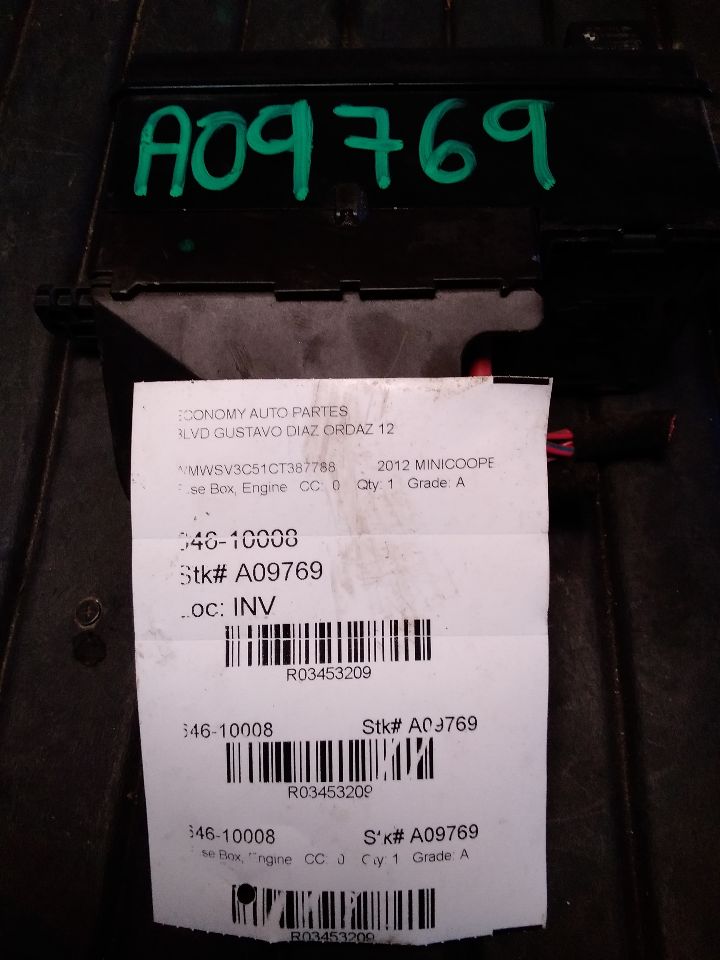 A09769
ECONOMY AUTO PARTES
BLVD GUSTAVO DIAZ ORDAZ 12
WMWSV3C51CT387788 2012 MINICOOPE
Fuse Box, Engine CC: 0 Qty: 1 Grade: A
646-10008
Stk# A09769
Loc: INV
R03453209
646-10008 Stk# A09769
R03453209
646-10008 Stk# A09769
Fuse Box, Engine CC: 0 Qty: 1 Grade: A
R03453209